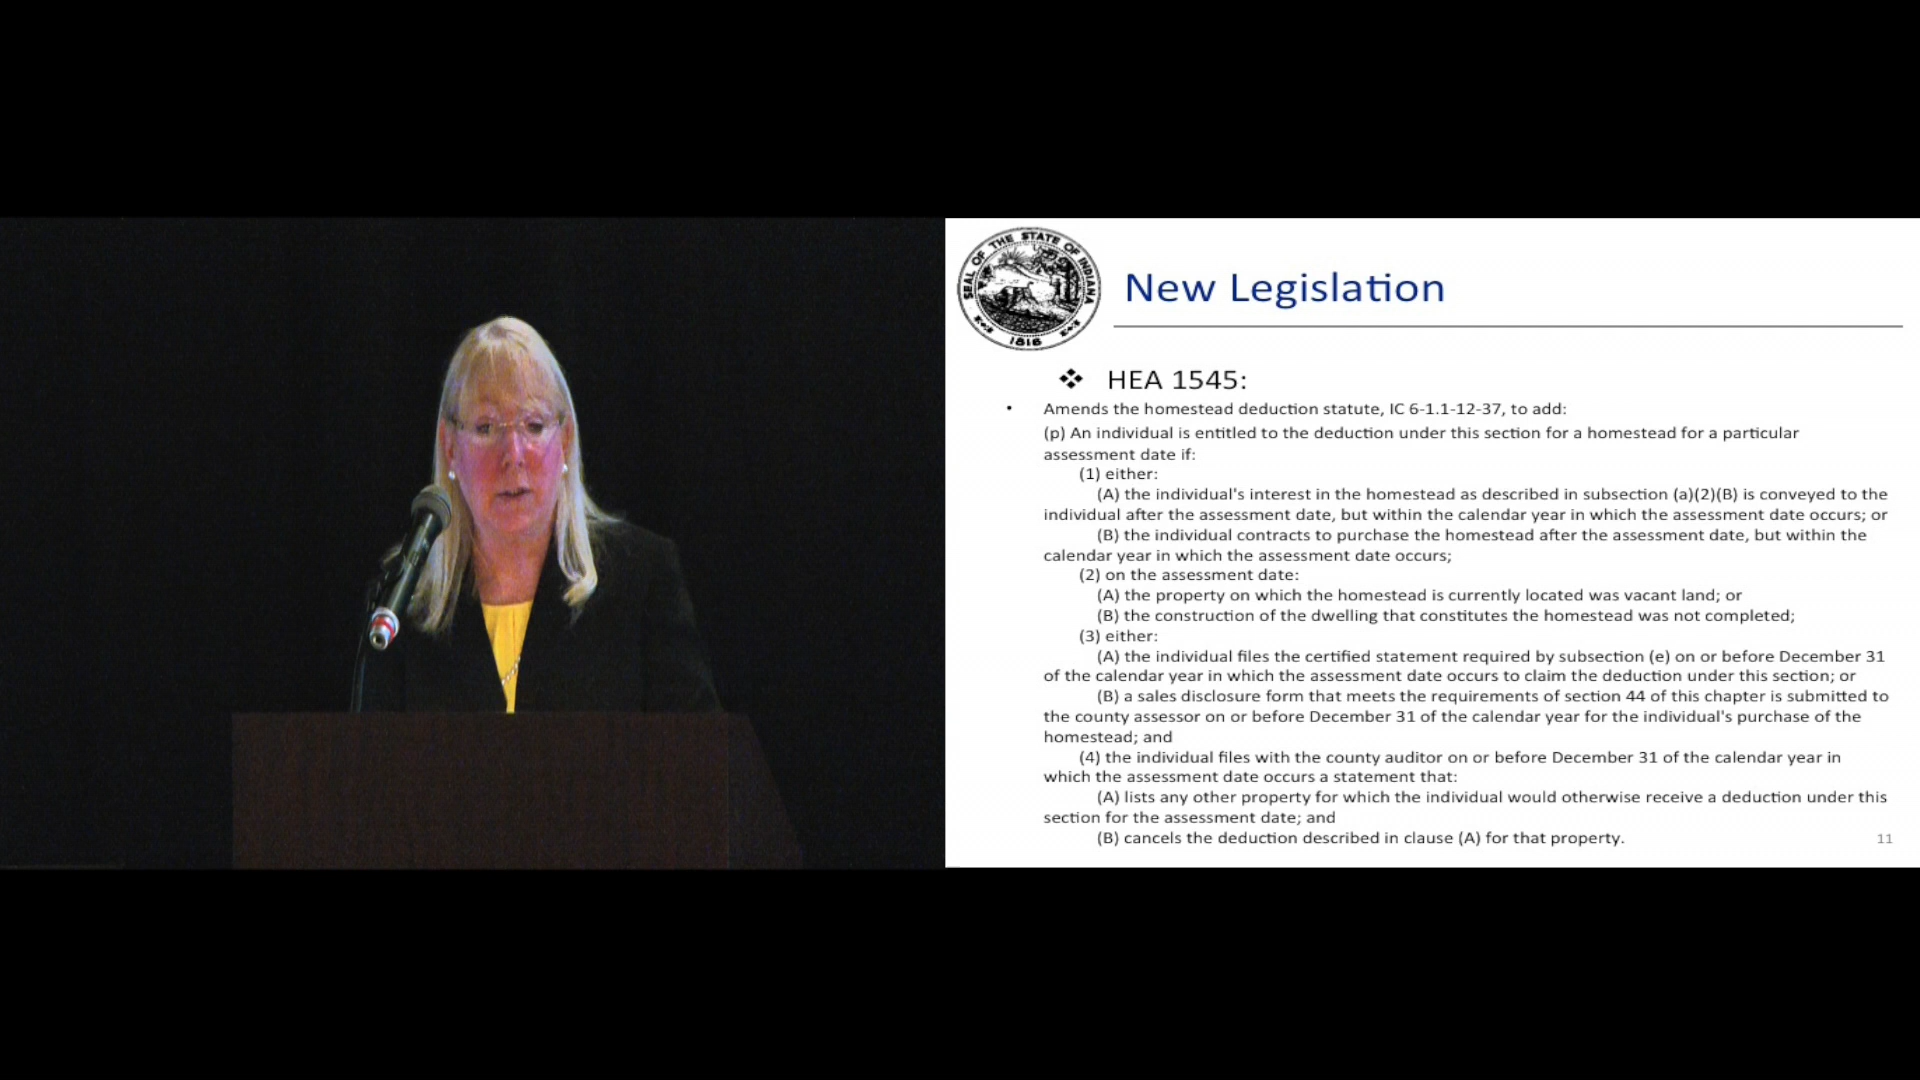 SEAL OF THE STATE OF INDIANA
1816
New Legislation
❖ HEA 1545:
• Amends the homestead deduction statute, IC 6-1.1-12-37, to add:
(p) An individual is entitled to the deduction under this section for a homestead for a particular
assessment date if:
(1) either:
(A) the individual's interest in the homestead as described in subsection (a)(2)(B) is conveyed to the
individual after the assessment date, but within the calendar year in which the assessment date occurs; or
(B) the individual contracts to purchase the homestead after the assessment date, but within the
calendar year in which the assessment date occurs;
(2) on the assessment date:
(A) the property on which the homestead is currently located was vacant land; or
(B) the construction of the dwelling that constitutes the homestead was not completed;
(3) either:
(A) the individual files the certified statement required by subsection (e) on or before December 31
of the calendar year in which the assessment date occurs to claim the deduction under this section; or
(B) a sales disclosure form that meets the requirements of section 44 of this chapter is submitted to
the county assessor on or before December 31 of the calendar year for the individual's purchase of the
homestead; and
(4) the individual files with the county auditor on or before December 31 of the calendar year in
which the assessment date occurs a statement that:
(A) lists any other property for which the individual would otherwise receive a deduction under this
section for the assessment date; and
(B) cancels the deduction described in clause (A) for that property.
11